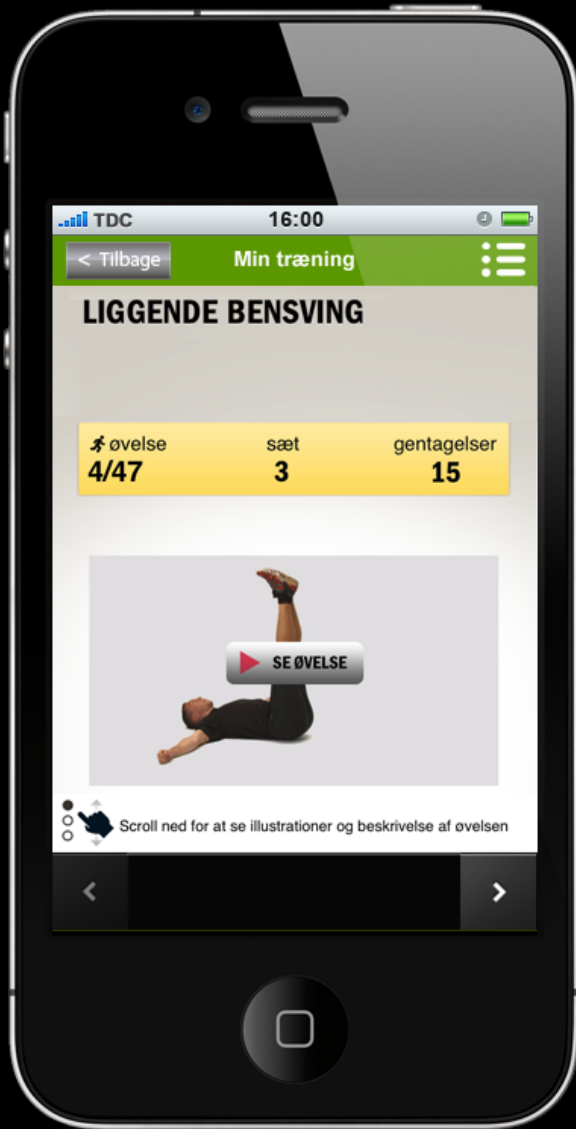 TDC 16:00
< Tilbage Min træning
LIGGENDE BENSVING
øvelse sæt gentagelser
4/47 3 15
SE ØVELSE
Scroll ned for at se illustrationer og beskrivelse af øvelsen